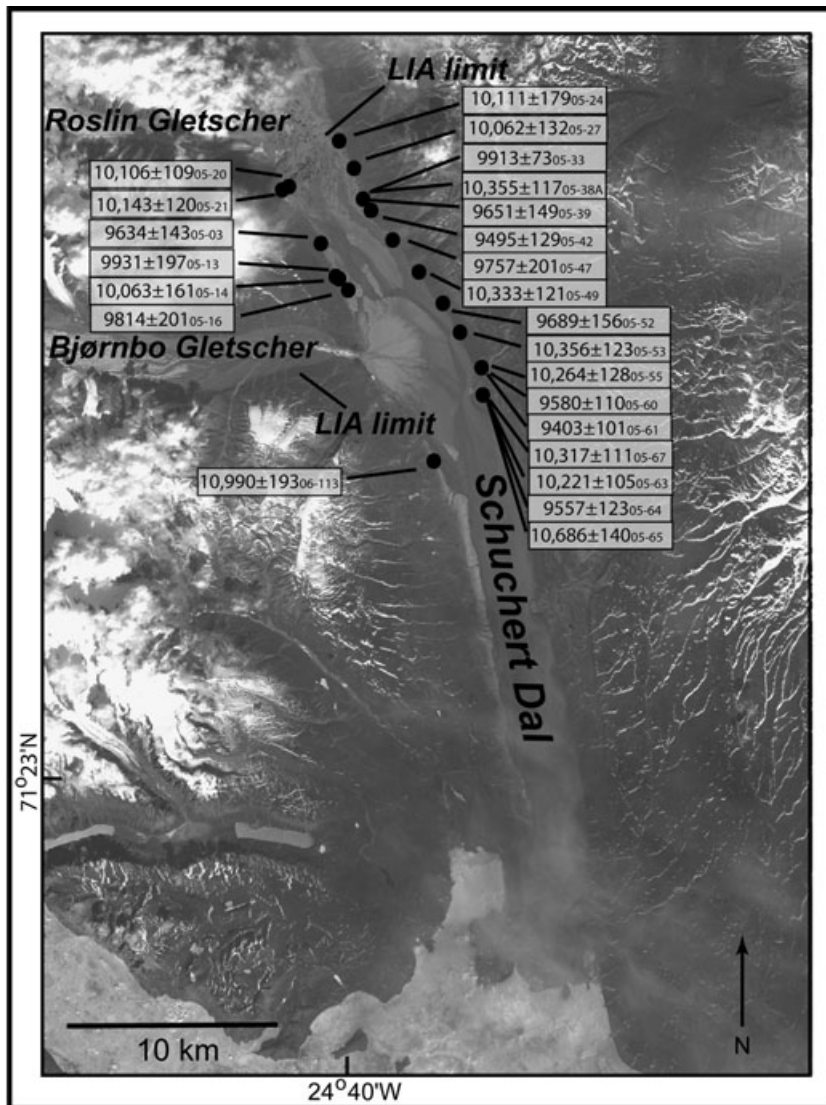 LIA limit
Roslin Gletscher
10,111±179 05-24
10,062±132 05-27
9913±73 05-33
10,355±117 05-38A
9651±149 05-39
9495±129 05-42
9757±201 05-47
10,333±121 05-49
10,106±109 05-20
10,143±120 05-21
9634±143 05-03
9931±197 05-13
10,063±161 05-14
9814±201 05-16
Bjørnbo Gletscher
LIA limit
9689±156 05-52
10,356±123 05-53
10,264±128 05-55
9580±110 05-60
9403±101 05-61
10,317±111 05-67
10,221±105 05-63
9557±123 05-64
10,686±140 05-65
10,990±193 06-113
Schuchert Dal
71°23'N
10 km
N
24°40'W